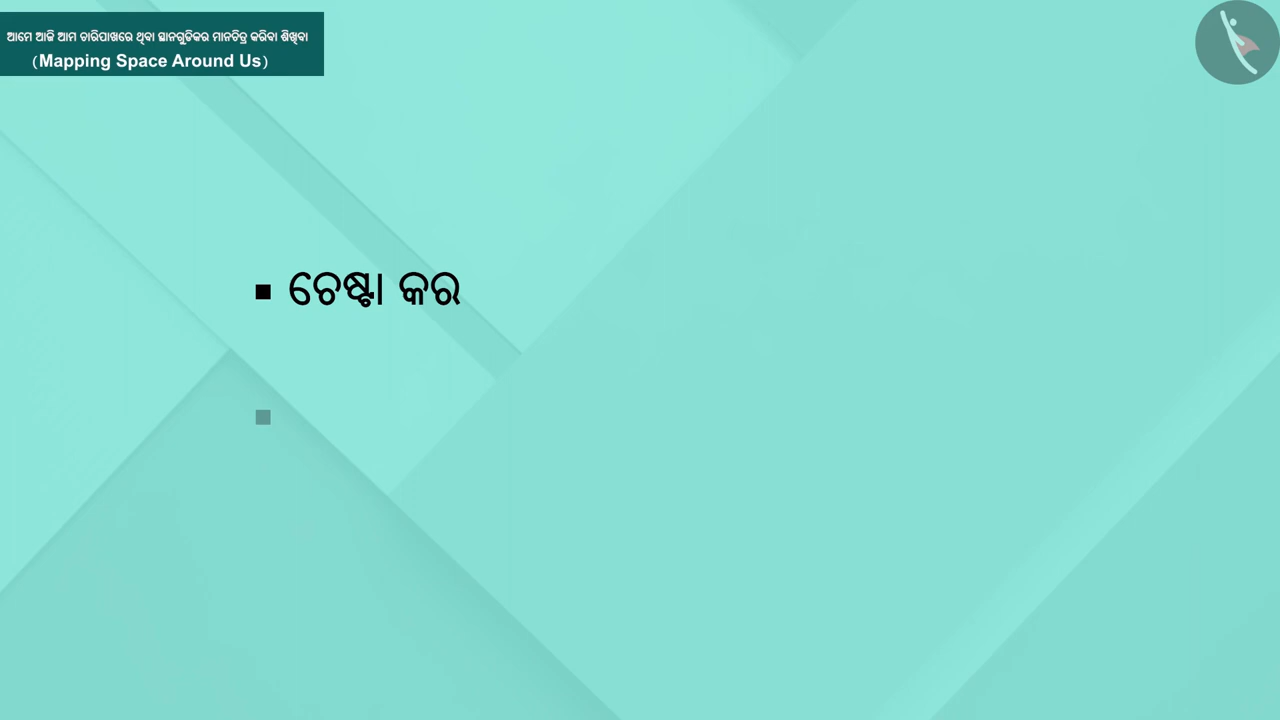 ଆମେ ଆଜି ଆମ ଚାରିପାଖରେ ଥିବା ସ୍ଥାନଗୁଡିକର ମାନଚିତ୍ର କରିବା ଶିଖିବା
(Mapping Space Around Us)
▪ ଚେଷ୍ଟା କର